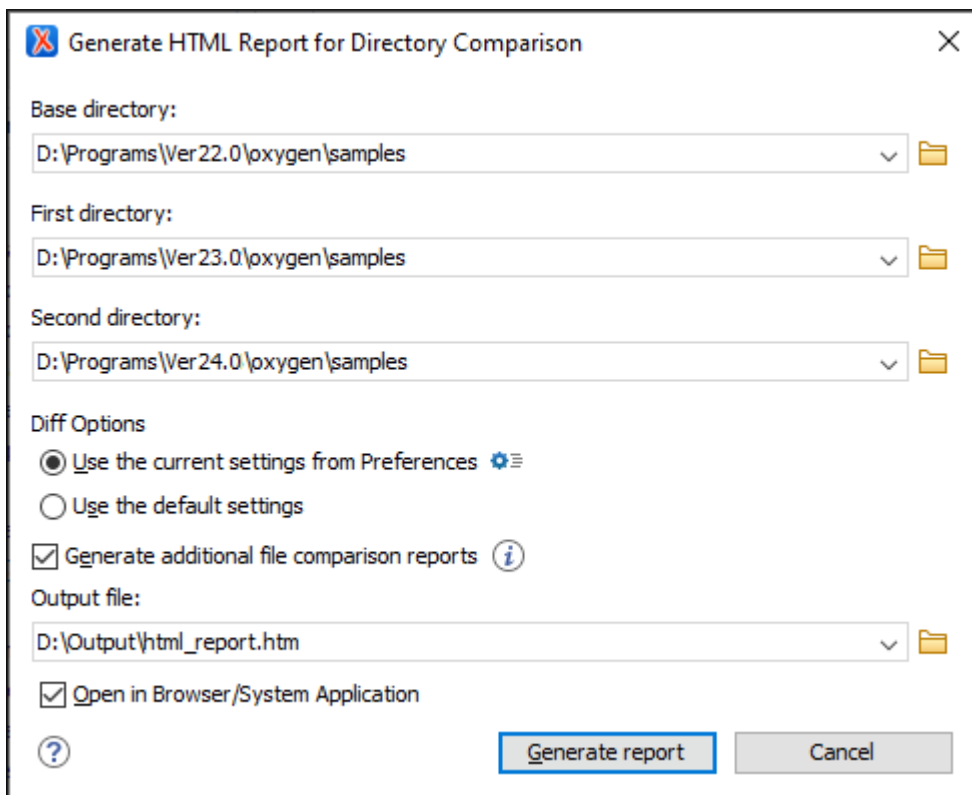 Generate HTML Report for Directory Comparison
Base directory:
D:\Programs\Ver22.0\oxygen\samples
First directory:
D:\Programs\Ver23.0\oxygen\samples
Second directory:
D:\Programs\Ver24.0\oxygen\samples
Diff Options
Use the current settings from Preferences
Use the default settings
Generate additional file comparison reports
Output file:
D:\Output\html_report.htm
Open in Browser/System Application
Generate report Cancel